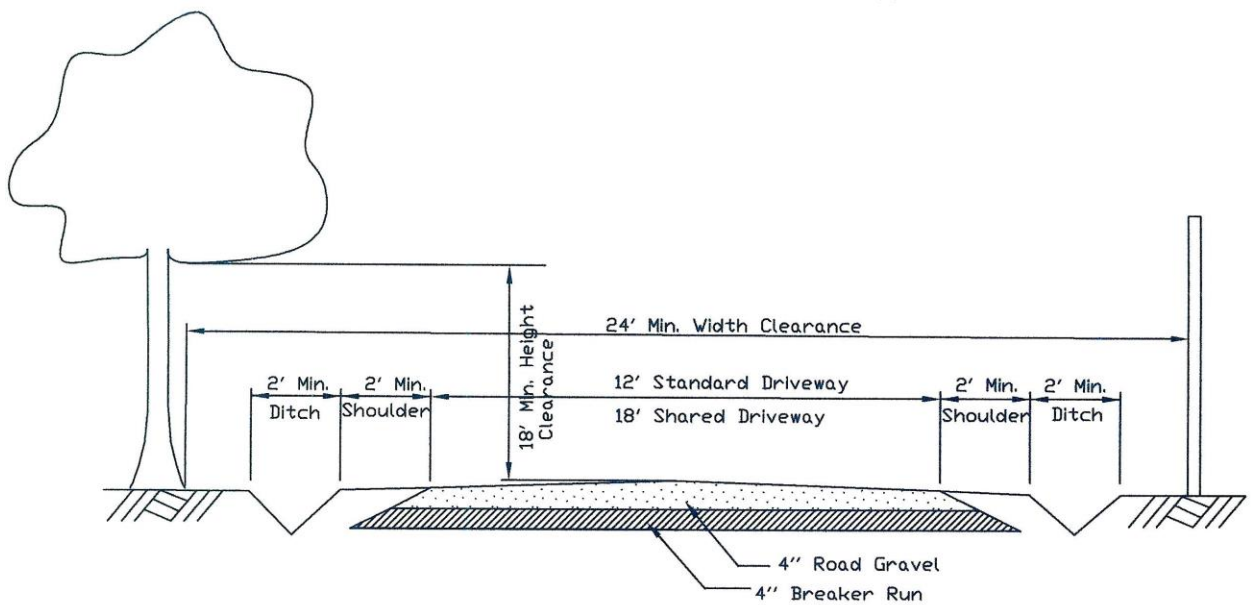 24' Min. Width Clearance
18' Min. Height
Clearance
2' Min.
Ditch
2' Min.
Shoulder
12' Standard Driveway
18' Shared Driveway
2' Min.
Shoulder
2' Min.
Ditch
4" Road Gravel
4" Breaker Run